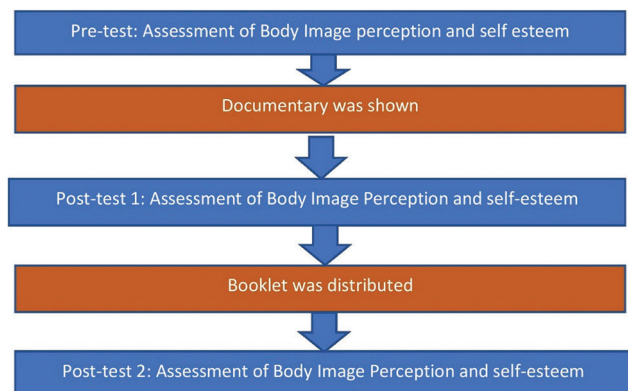 Pre-test: Assessment of Body Image perception and self esteem
Documentary was shown
Post-test 1: Assessment of Body Image Perception and self-esteem
Booklet was distributed
Post-test 2: Assessment of Body Image Perception and self-esteem